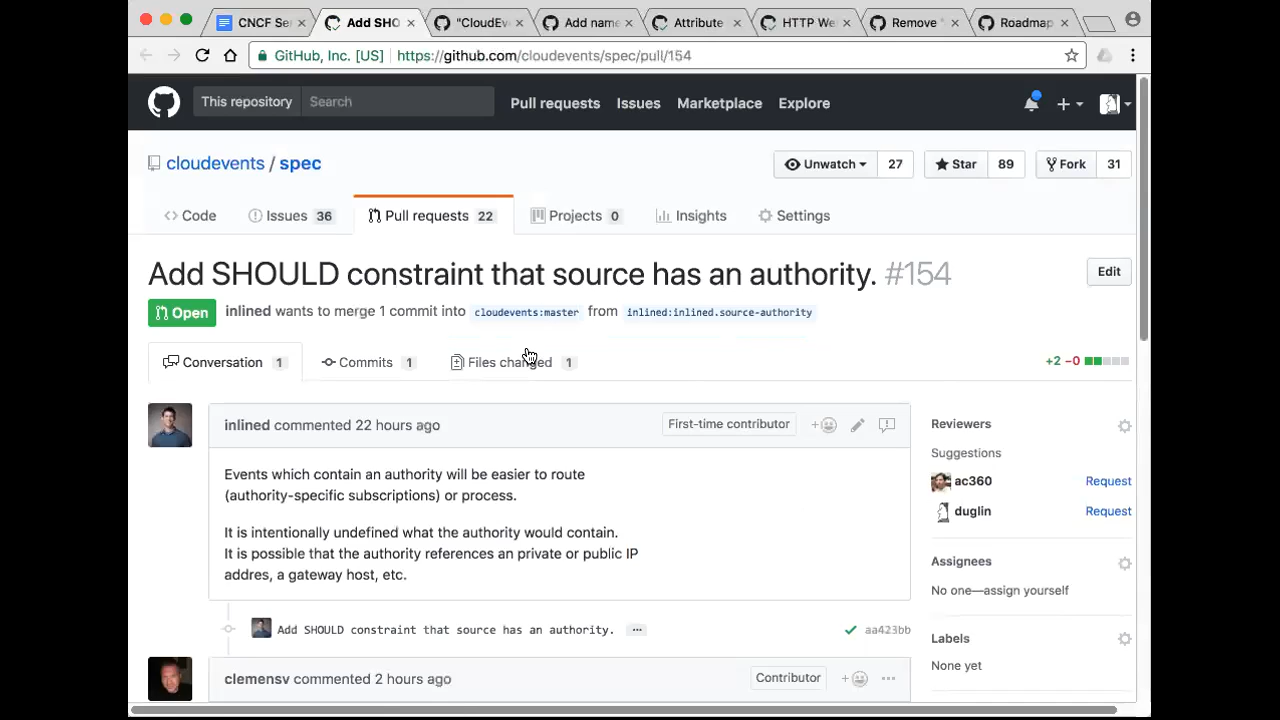 CNCF Se
Add SHO
"CloudEv
Add name
Attribute
HTTP We
Remove
Roadmap
GitHub, Inc. [US]
https://github.com/cloudevents/spec/pull/154
This repository
Search
Pull requests
Issues
Marketplace
Explore
cloudevents / spec
Unwatch
27
Star
89
Fork
31
Code
Issues 36
Pull requests 22
Projects 0
Insights
Settings
Add SHOULD constraint that source has an authority. #154
Edit
Open
inlined wants to merge 1 commit into cloudevents:master from inlined:inlined.source-authority
Conversation 1
Commits 1
Files changed 1
+2 −0
inlined commented 22 hours ago
First-time contributor
Events which contain an authority will be easier to route
(authority-specific subscriptions) or process.
It is intentionally undefined what the authority would contain.
It is possible that the authority references an private or public IP
addres, a gateway host, etc.
Add SHOULD constraint that source has an authority.
aa423bb
clemensv commented 2 hours ago
Contributor
Reviewers
Suggestions
ac360
Request
duglin
Request
Assignees
No one—assign yourself
Labels
None yet